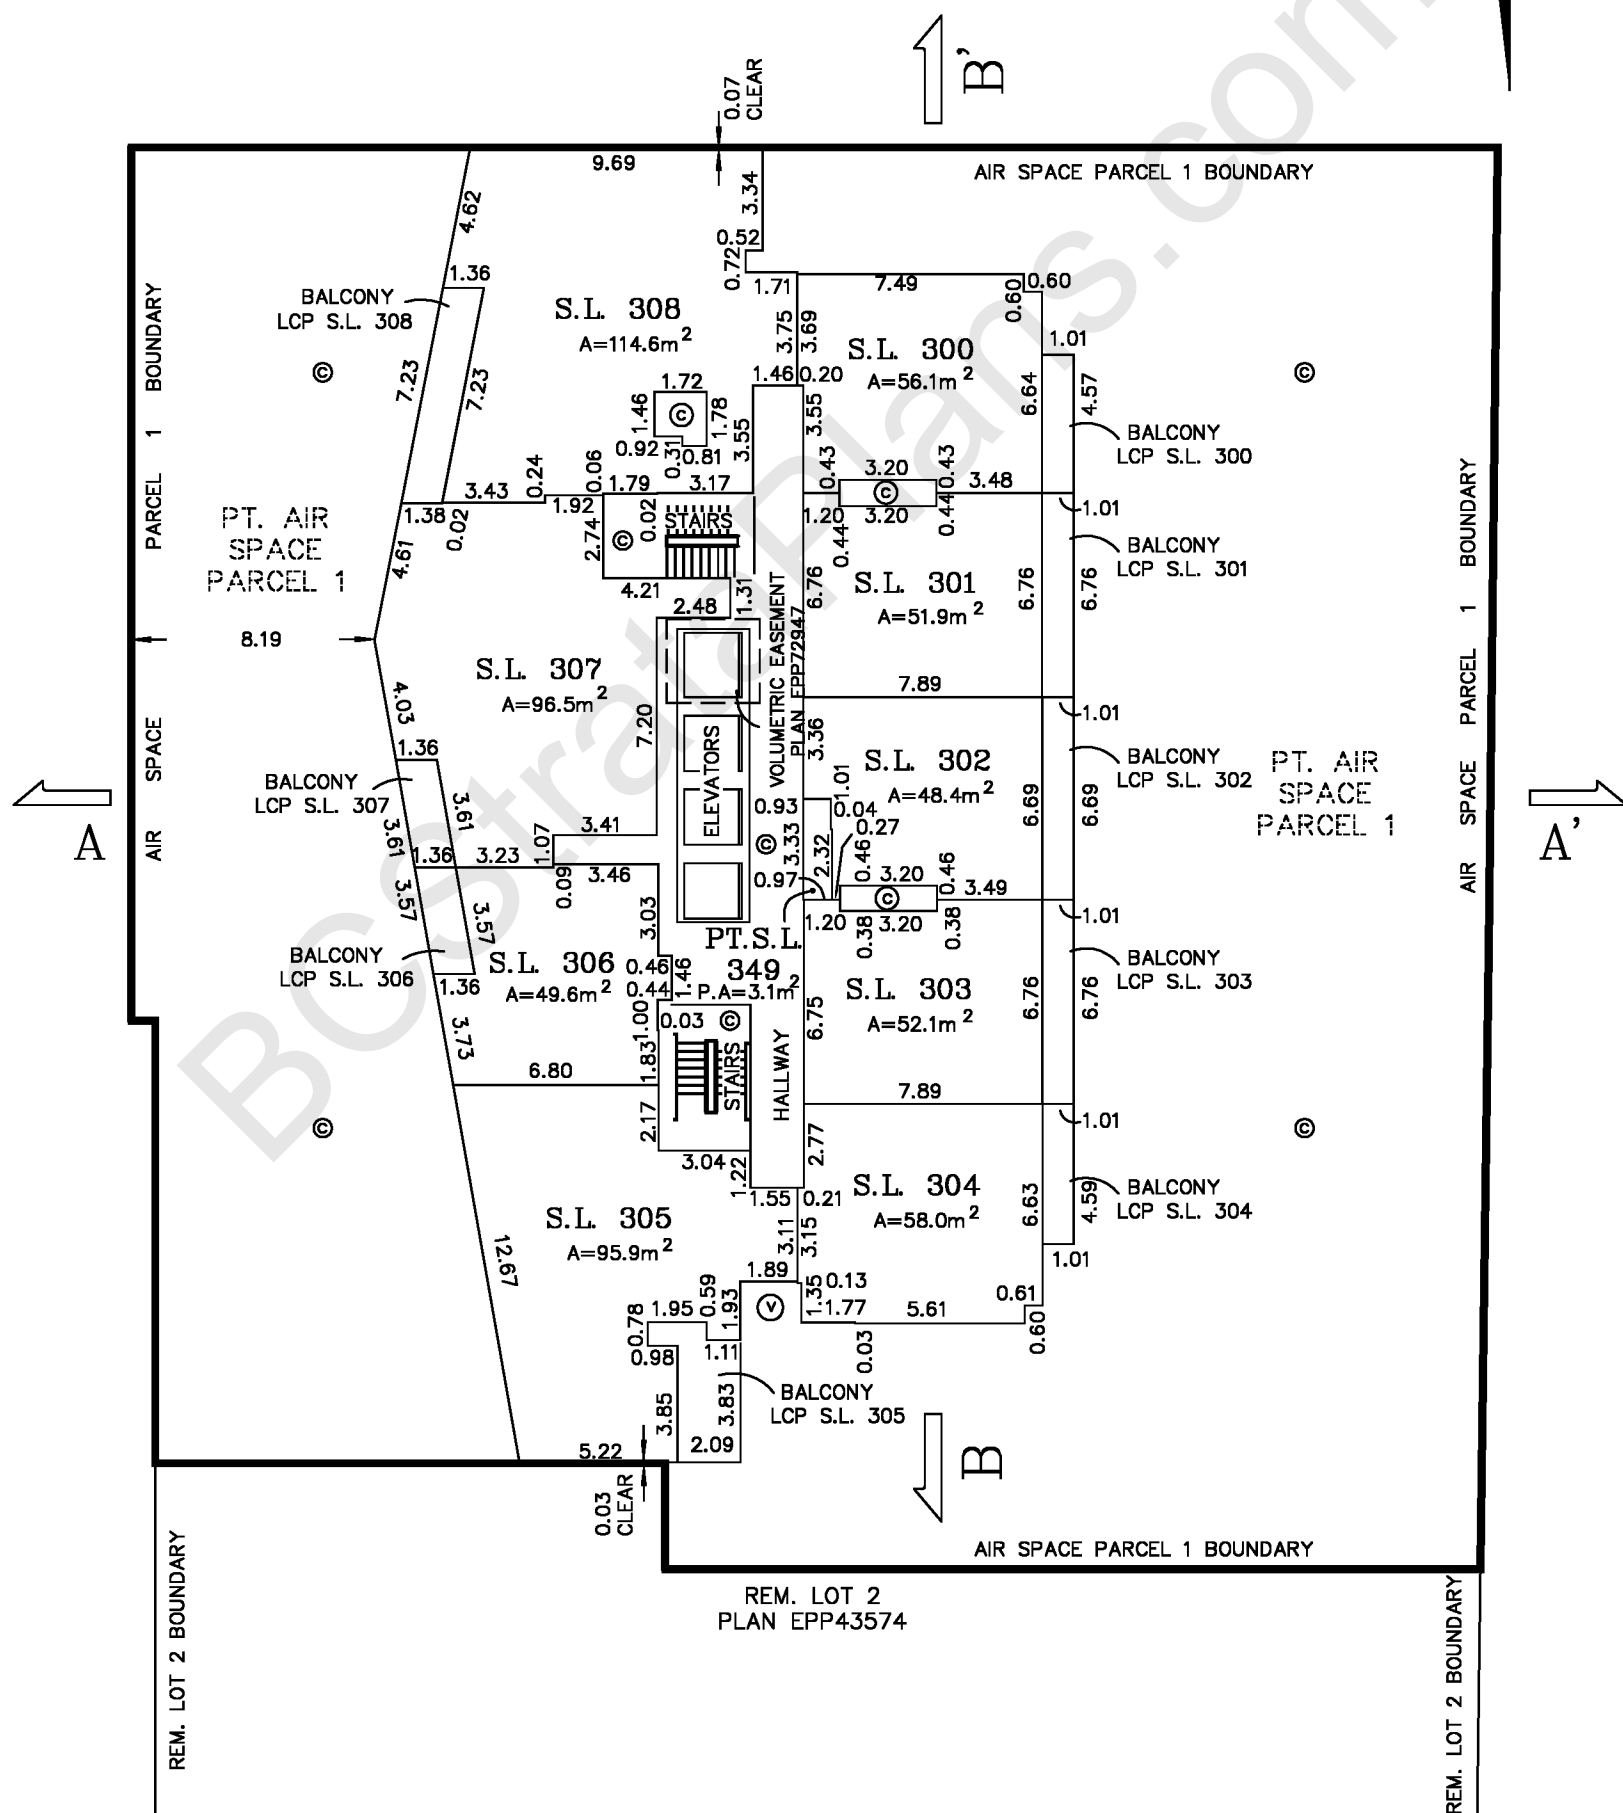 B'
0.07
CLEAR
9.69
AIR SPACE PARCEL 1 BOUNDARY
3.34
4.62
0.52
0.72
1.36
1.71
7.49
0.60
0.60
BALCONY
LCP S.L. 308
S.L. 308
A=114.6m2
3.75
3.69
S.L. 300
A=56.1m2
1.01
©
©
7.23
7.23
1.72
1.46
©
1.78
0.92
0.31
0.81
1.46
0.20
3.55
3.55
6.64
4.57
BALCONY
LCP S.L. 300
AIR SPACE PARCEL 1 BOUNDARY
3.43
0.24
0.06
1.79
3.17
0.43
3.20
0.43
3.48
©
1.38
0.02
1.92
0.02
STAIRS
1.20
3.20
0.44
0.44
1.01
PT. AIR
SPACE
PARCEL 1
4.61
2.74
©
4.21
2.48
1.31
BALCONY
LCP S.L. 301
S.L. 301
A=51.9m2
6.76
6.76
6.76
8.19
VOLUMETRIC EASEMENT
PLAN EPP72947
S.L. 307
A=96.5m2
7.89
1.01
4.03
1.36
7.20
ELEVATORS
3.36
S.L. 302
A=48.4m2
BALCONY
LCP S.L. 302
PT. AIR
SPACE
PARCEL 1
BALCONY
LCP S.L. 307
3.61
3.61
0.93
1.01
0.04
6.69
6.69
A
A'
3.41
1.07
©
3.33
2.32
0.27
0.46
3.20
0.46
3.49
1.36
3.23
0.09
3.46
0.97
©
1.01
3.57
3.57
3.03
1.20
0.38
3.20
0.38
PT.S.L.
349
P.A=3.1m2
BALCONY
LCP S.L. 306
S.L. 306
A=49.6m2
1.36
0.46
0.44
1.46
S.L. 303
A=52.1m2
BALCONY
LCP S.L. 303
3.73
1.00
0.03
©
6.75
6.76
6.76
6.80
1.83
STAIRS
HALLWAY
7.89
1.01
©
©
2.17
3.04
1.22
2.77
1.55
0.21
S.L. 304
A=58.0m2
6.63
4.59
BALCONY
LCP S.L. 304
S.L. 305
A=95.9m2
12.67
3.11
3.15
1.01
1.89
1.35
0.13
V
0.78
1.95
0.59
1.93
1.77
5.61
0.61
0.60
0.98
1.11
0.03
BALCONY
LCP S.L. 305
3.85
3.83
2.09
5.22
0.03
CLEAR
B
AIR SPACE PARCEL 1 BOUNDARY
AIR SPACE PARCEL 1 BOUNDARY
REM. LOT 2
PLAN EPP43574
REM. LOT 2 BOUNDARY
REM. LOT 2 BOUNDARY
BCStrataPlans.com